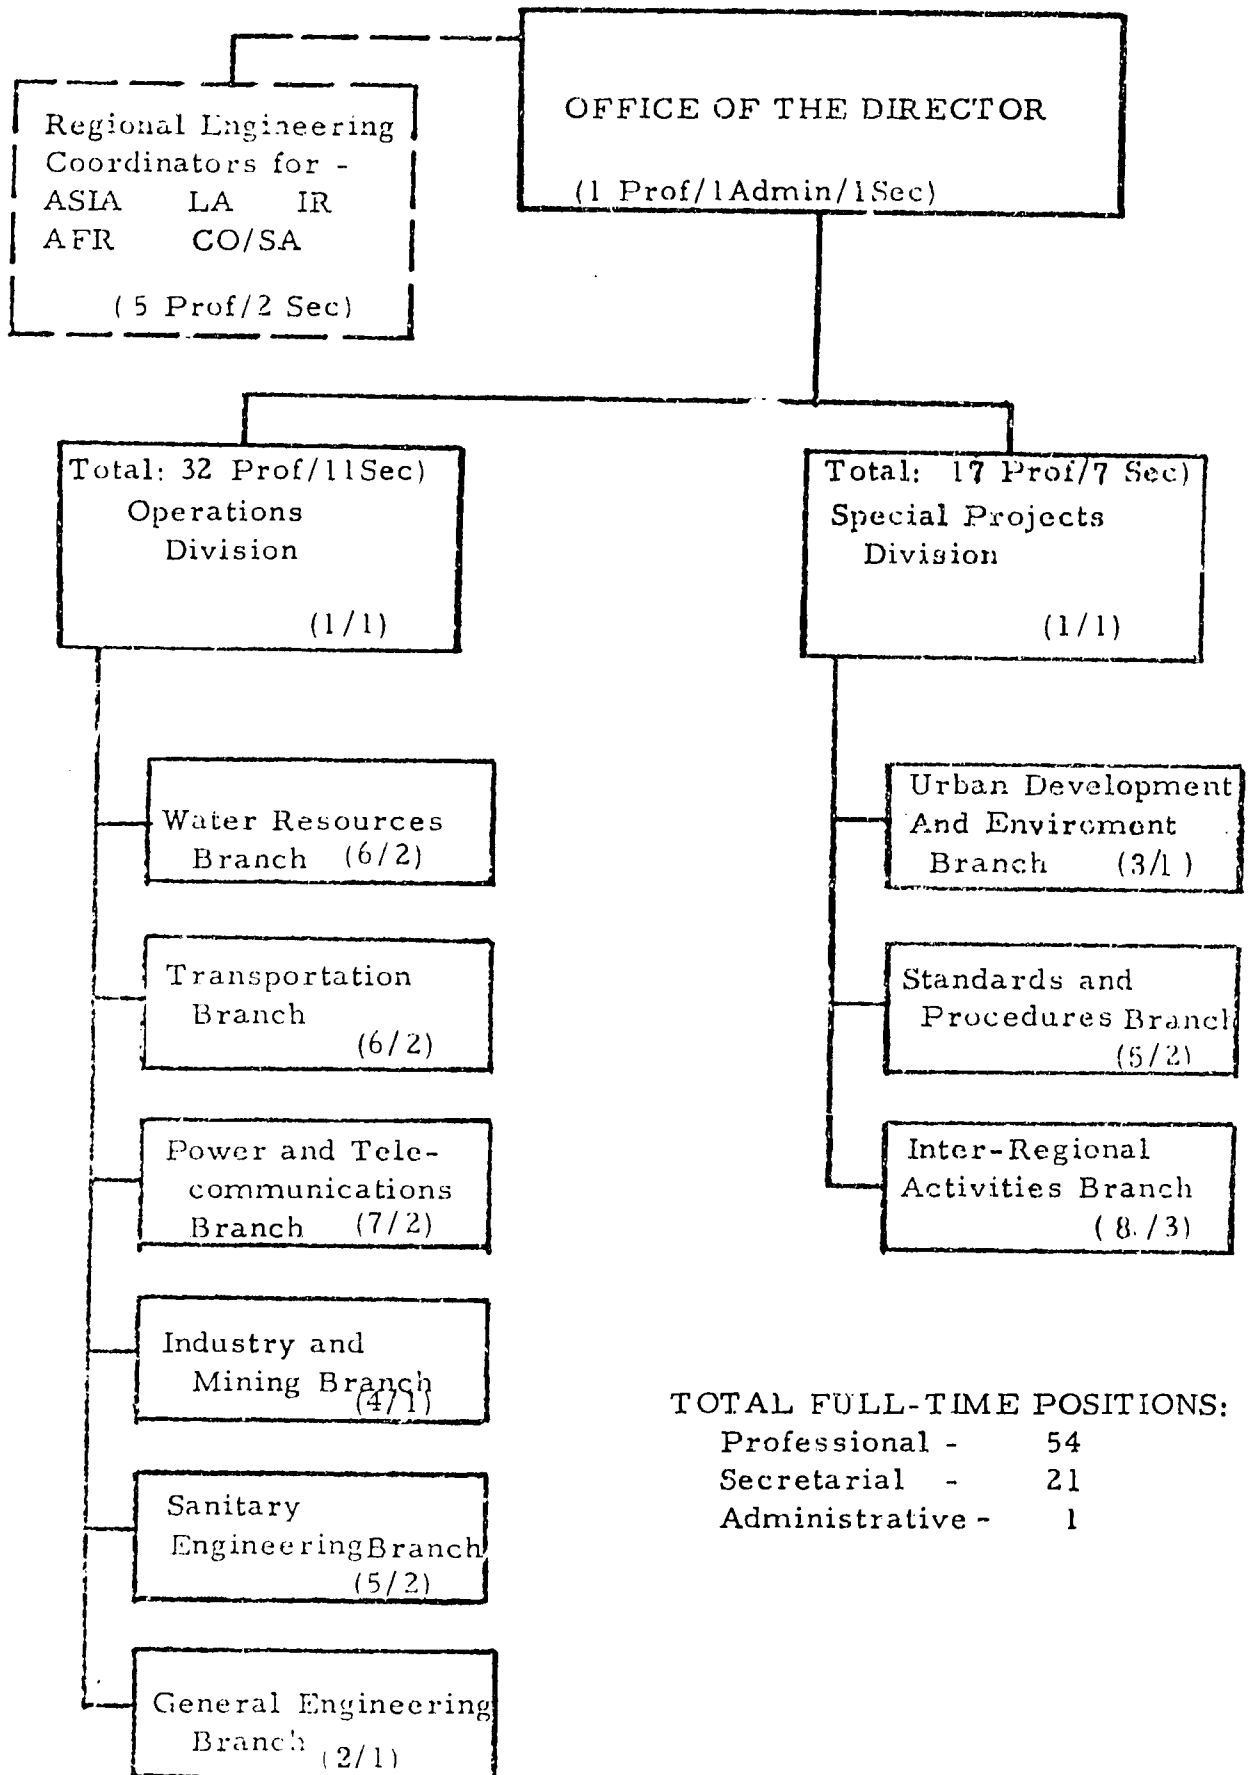 OFFICE OF THE DIRECTOR
(1 Prof/1Admin/1Sec)
Regional Engineering
Coordinators for -
ASIA LA IR
AFR CO/SA
(5 Prof/2 Sec)
Total: 32 Prof/11Sec)
Operations
Division
(1/1)
Water Resources
Branch (6/2)
Transportation
Branch
(6/2)
Power and Tele-
communications
Branch (7/2)
Industry and
Mining Branch
(4/1)
Sanitary
Engineering Branch
(5/2)
General Engineering
Branch (2/1)
Total: 17 Prof/7 Sec)
Special Projects
Division
(1/1)
Urban Development
And Enviroment
Branch (3/1)
Standards and
Procedures Branch
(5/2)
Inter-Regional
Activities Branch
(8./3)
TOTAL FULL-TIME POSITIONS:
Professional - 54
Secretarial - 21
Administrative - 1